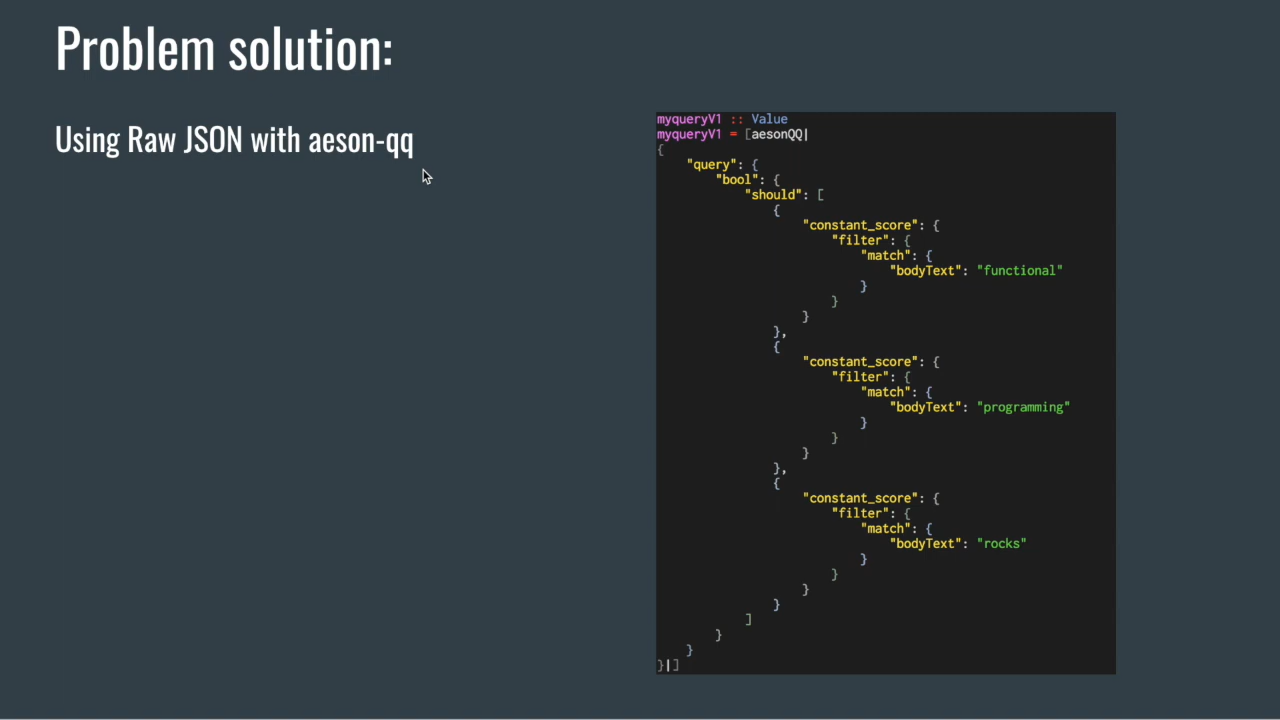 Problem solution:
Using Raw JSON with aeson-qq
myqueryV1 :: Value
myqueryV1 = [aesonQQ|
{
    "query": {
        "bool": {
            "should": [
                {
                    "constant_score": {
                        "filter": {
                            "match": {
                                "bodyText": "functional"
                            }
                        }
                    }
                },
                {
                    "constant_score": {
                        "filter": {
                            "match": {
                                "bodyText": "programming"
                            }
                        }
                    }
                },
                {
                    "constant_score": {
                        "filter": {
                            "match": {
                                "bodyText": "rocks"
                            }
                        }
                    }
                }
            ]
        }
    }
}|]